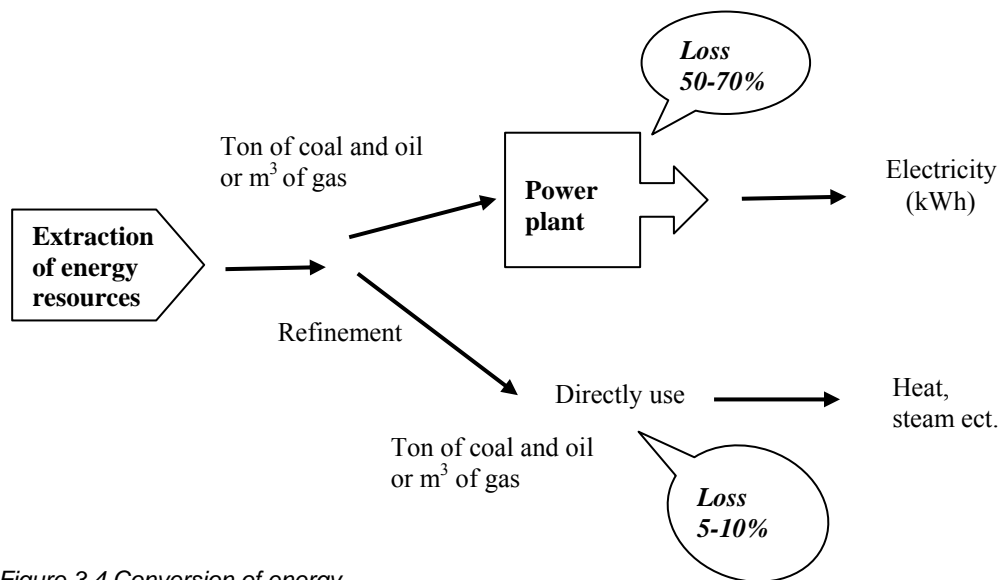 Loss
50-70%
Ton of coal and oil
or m³ of gas
Electricity
(kWh)
Power
plant
Extraction
of energy
resources
Refinement
Directly use
Heat,
steam ect.
Ton of coal and oil
or m³ of gas
Loss
5-10%
Figure 3.4 Conversion of energy